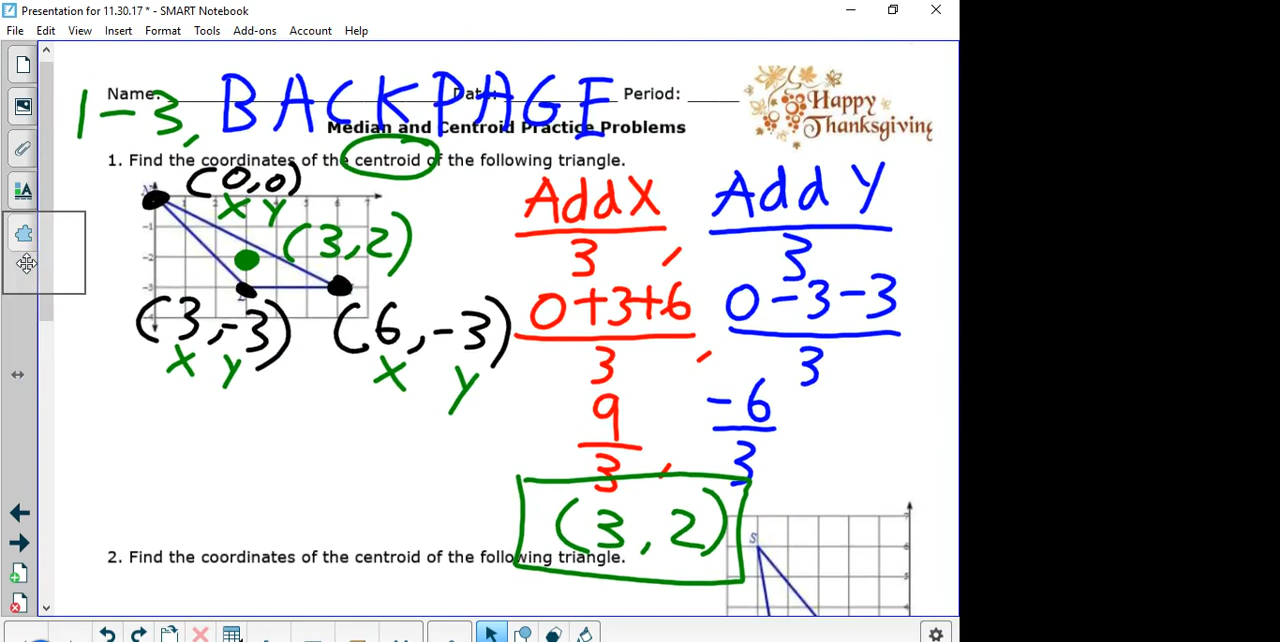 Presentation for 11.30.17 * - SMART Notebook
File Edit View Insert Format Tools Add-ons Account Help
Name: Date: Period:
1-3, BACKPAGE
Happy
Thanksgiving
Median and Centroid Practice Problems
1. Find the coordinates of the centroid of the following triangle.
(0,0)
X Y
(3,2)
-1
-2
-3
(3,-3) (6,-3)
X Y X Y
Add X Add Y
3 , 3
0+3+6 0-3-3
3 , 3
9 -6
3 , 3
(3, 2)
2. Find the coordinates of the centroid of the following triangle.
S